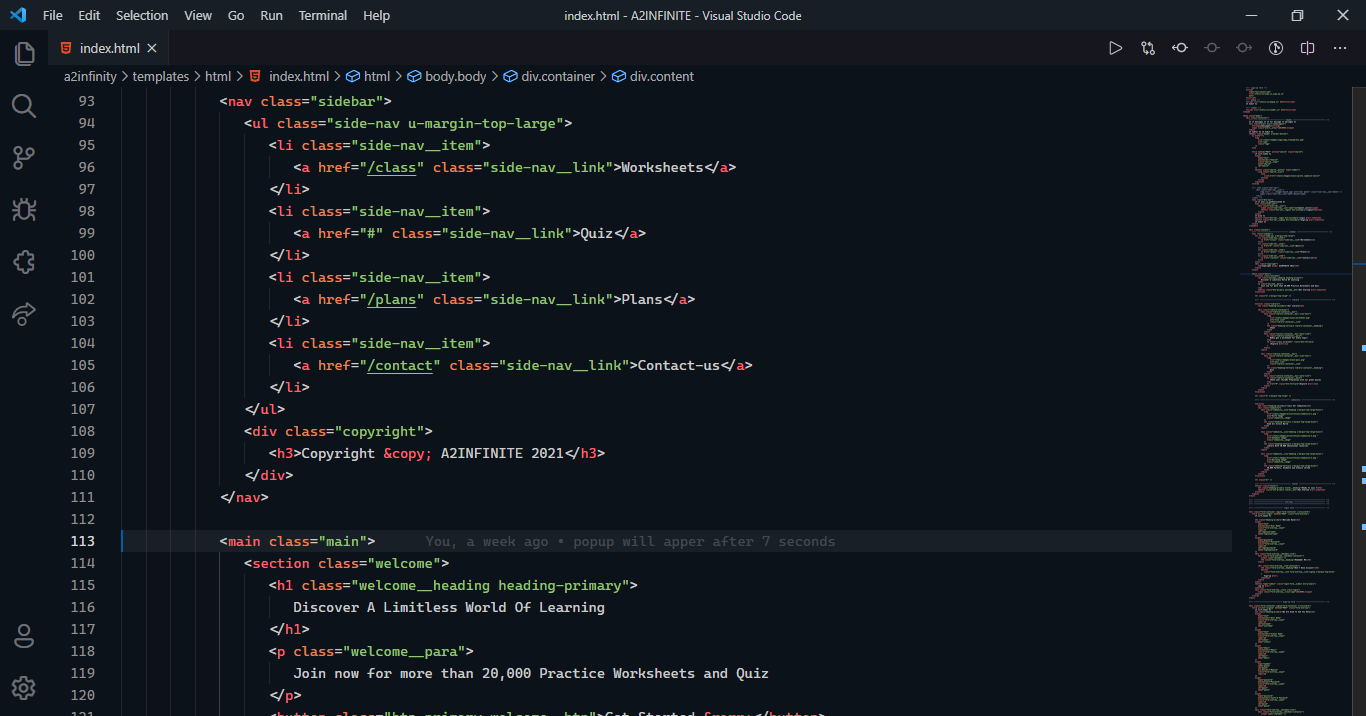 File Edit Selection View Go Run Terminal Help index.html - A2INFINITE - Visual Studio Code
index.html
a2infinity > templates > html > index.html > html > body.body > div.container > div.content
93 <nav class="sidebar">
94 <ul class="side-nav u-margin-top-large">
95 <li class="side-nav__item">
96 <a href="/class" class="side-nav__link">Worksheets</a>
97 </li>
98 <li class="side-nav__item">
99 <a href="#" class="side-nav__link">Quiz</a>
100 </li>
101 <li class="side-nav__item">
102 <a href="/plans" class="side-nav__link">Plans</a>
103 </li>
104 <li class="side-nav__item">
105 <a href="/contact" class="side-nav__link">Contact-us</a>
106 </li>
107 </ul>
108 <div class="copyright">
109 <h3>Copyright &copy; A2INFINITE 2021</h3>
110 </div>
111 </nav>
112
113 <main class="main"> You, a week ago • popup will apper after 7 seconds
114 <section class="welcome">
115 <h1 class="welcome__heading heading-primary">
116 Discover A Limitless World Of Learning
117 </h1>
118 <p class="welcome__para">
119 Join now for more than 20,000 Practice Worksheets and Quiz
120 </p>